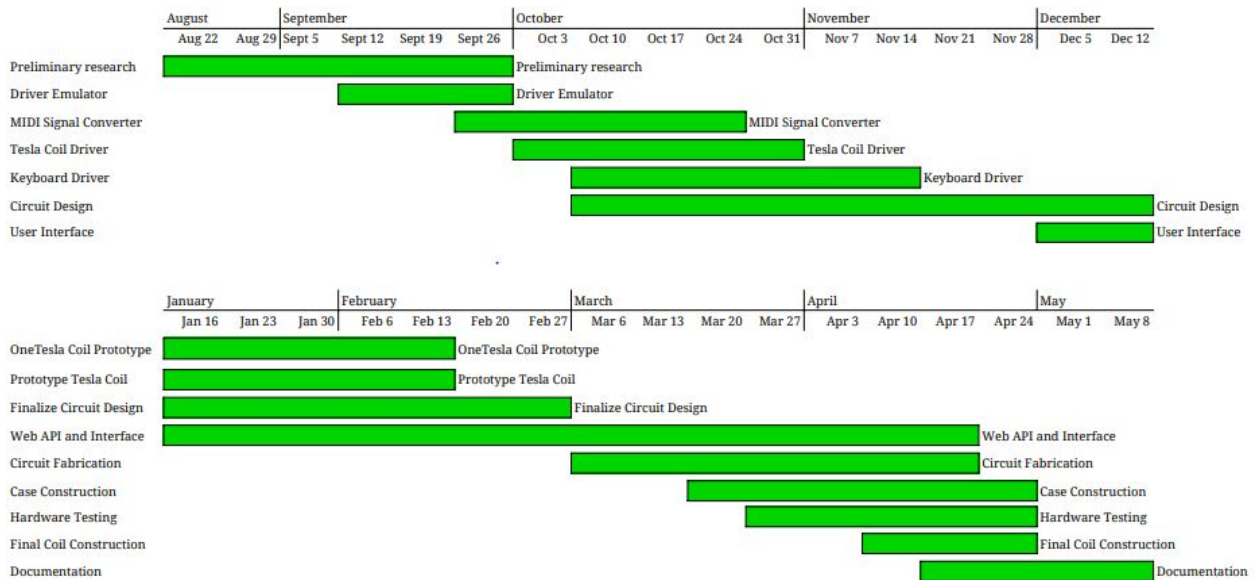 August September October November December
Aug 22 Aug 29 Sept 5 Sept 12 Sept 19 Sept 26 Oct 3 Oct 10 Oct 17 Oct 24 Oct 31 Nov 7 Nov 14 Nov 21 Nov 28 Dec 5 Dec 12
Preliminary research Preliminary research
Driver Emulator Driver Emulator
MIDI Signal Converter MIDI Signal Converter
Tesla Coil Driver Tesla Coil Driver
Keyboard Driver Keyboard Driver
Circuit Design Circuit Design
User Interface User Interface
January February March April May
Jan 16 Jan 23 Jan 30 Feb 6 Feb 13 Feb 20 Feb 27 Mar 6 Mar 13 Mar 20 Mar 27 Apr 3 Apr 10 Apr 17 Apr 24 May 1 May 8
OneTesla Coil Prototype OneTesla Coil Prototype
Prototype Tesla Coil Prototype Tesla Coil
Finalize Circuit Design Finalize Circuit Design
Web API and Interface Web API and Interface
Circuit Fabrication Circuit Fabrication
Case Construction Case Construction
Hardware Testing Hardware Testing
Final Coil Construction Final Coil Construction
Documentation Documentation